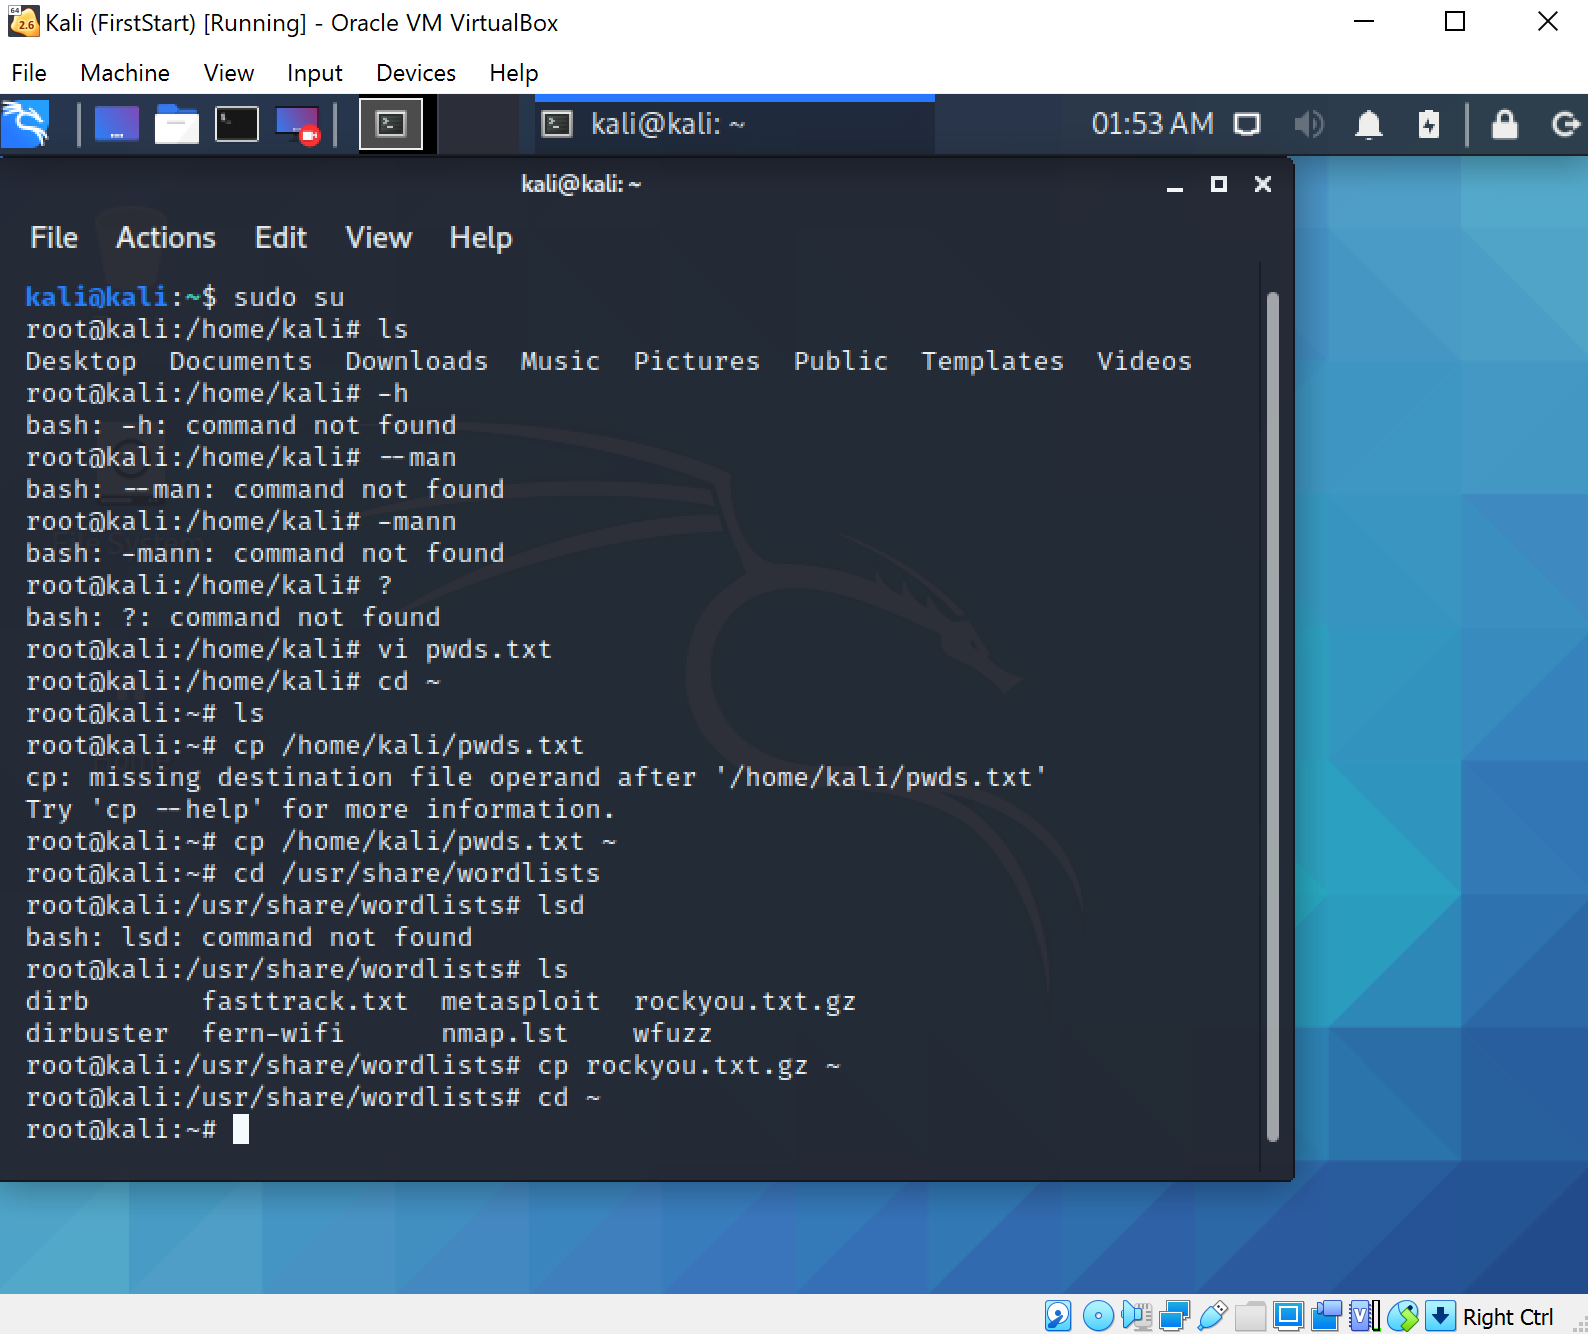 64
2.6
Kali (FirstStart) [Running] - Oracle VM VirtualBox
File Machine View Input Devices Help
kali@kali: ~
01:53 AM
kali@kali: ~
File Actions Edit View Help
kali@kali:~$ sudo su
root@kali:/home/kali# ls
Desktop Documents Downloads Music Pictures Public Templates Videos
root@kali:/home/kali# -h
bash: -h: command not found
root@kali:/home/kali# --man
bash: --man: command not found
root@kali:/home/kali# -mann
bash: -mann: command not found
root@kali:/home/kali# ?
bash: ?: command not found
root@kali:/home/kali# vi pwds.txt
root@kali:/home/kali# cd ~
root@kali:~# ls
root@kali:~# cp /home/kali/pwds.txt
cp: missing destination file operand after '/home/kali/pwds.txt'
Try 'cp --help' for more information.
root@kali:~# cp /home/kali/pwds.txt ~
root@kali:~# cd /usr/share/wordlists
root@kali:/usr/share/wordlists# lsd
bash: lsd: command not found
root@kali:/usr/share/wordlists# ls
dirb fasttrack.txt metasploit rockyou.txt.gz
dirbuster fern-wifi nmap.lst wfuzz
root@kali:/usr/share/wordlists# cp rockyou.txt.gz ~
root@kali:/usr/share/wordlists# cd ~
root@kali:~#
Right Ctrl